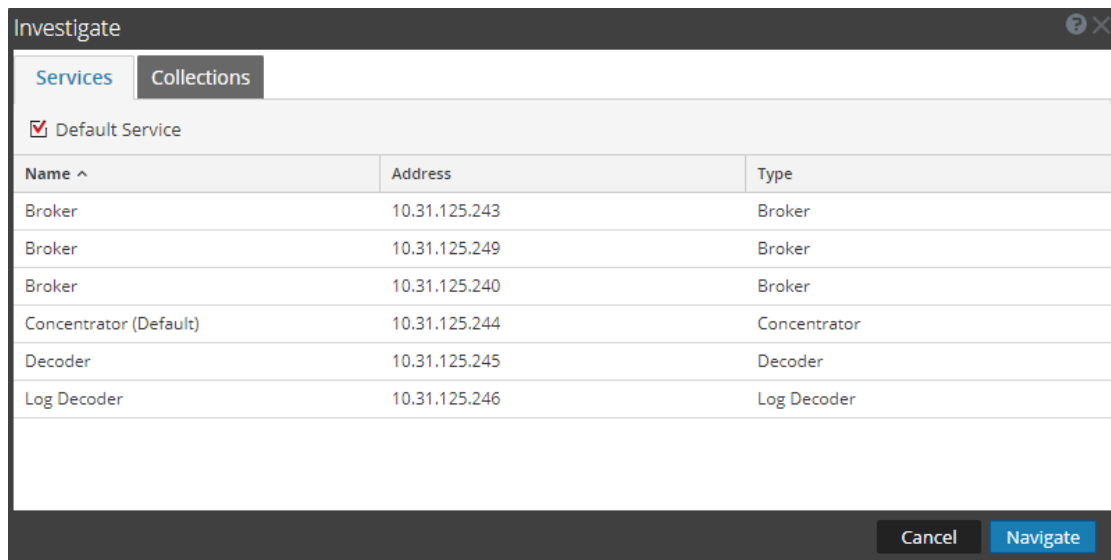 Investigate
Services Collections
Default Service
Name Address Type
Broker 10.31.125.243 Broker
Broker 10.31.125.249 Broker
Broker 10.31.125.240 Broker
Concentrator (Default) 10.31.125.244 Concentrator
Decoder 10.31.125.245 Decoder
Log Decoder 10.31.125.246 Log Decoder
Cancel Navigate